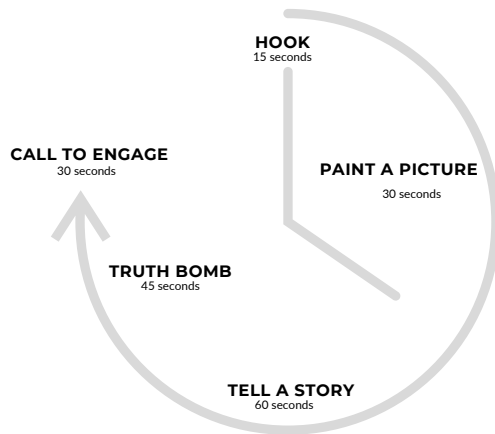 HOOK
15 seconds
PAINT A PICTURE
30 seconds
TELL A STORY
60 seconds
TRUTH BOMB
45 seconds
CALL TO ENGAGE
30 seconds